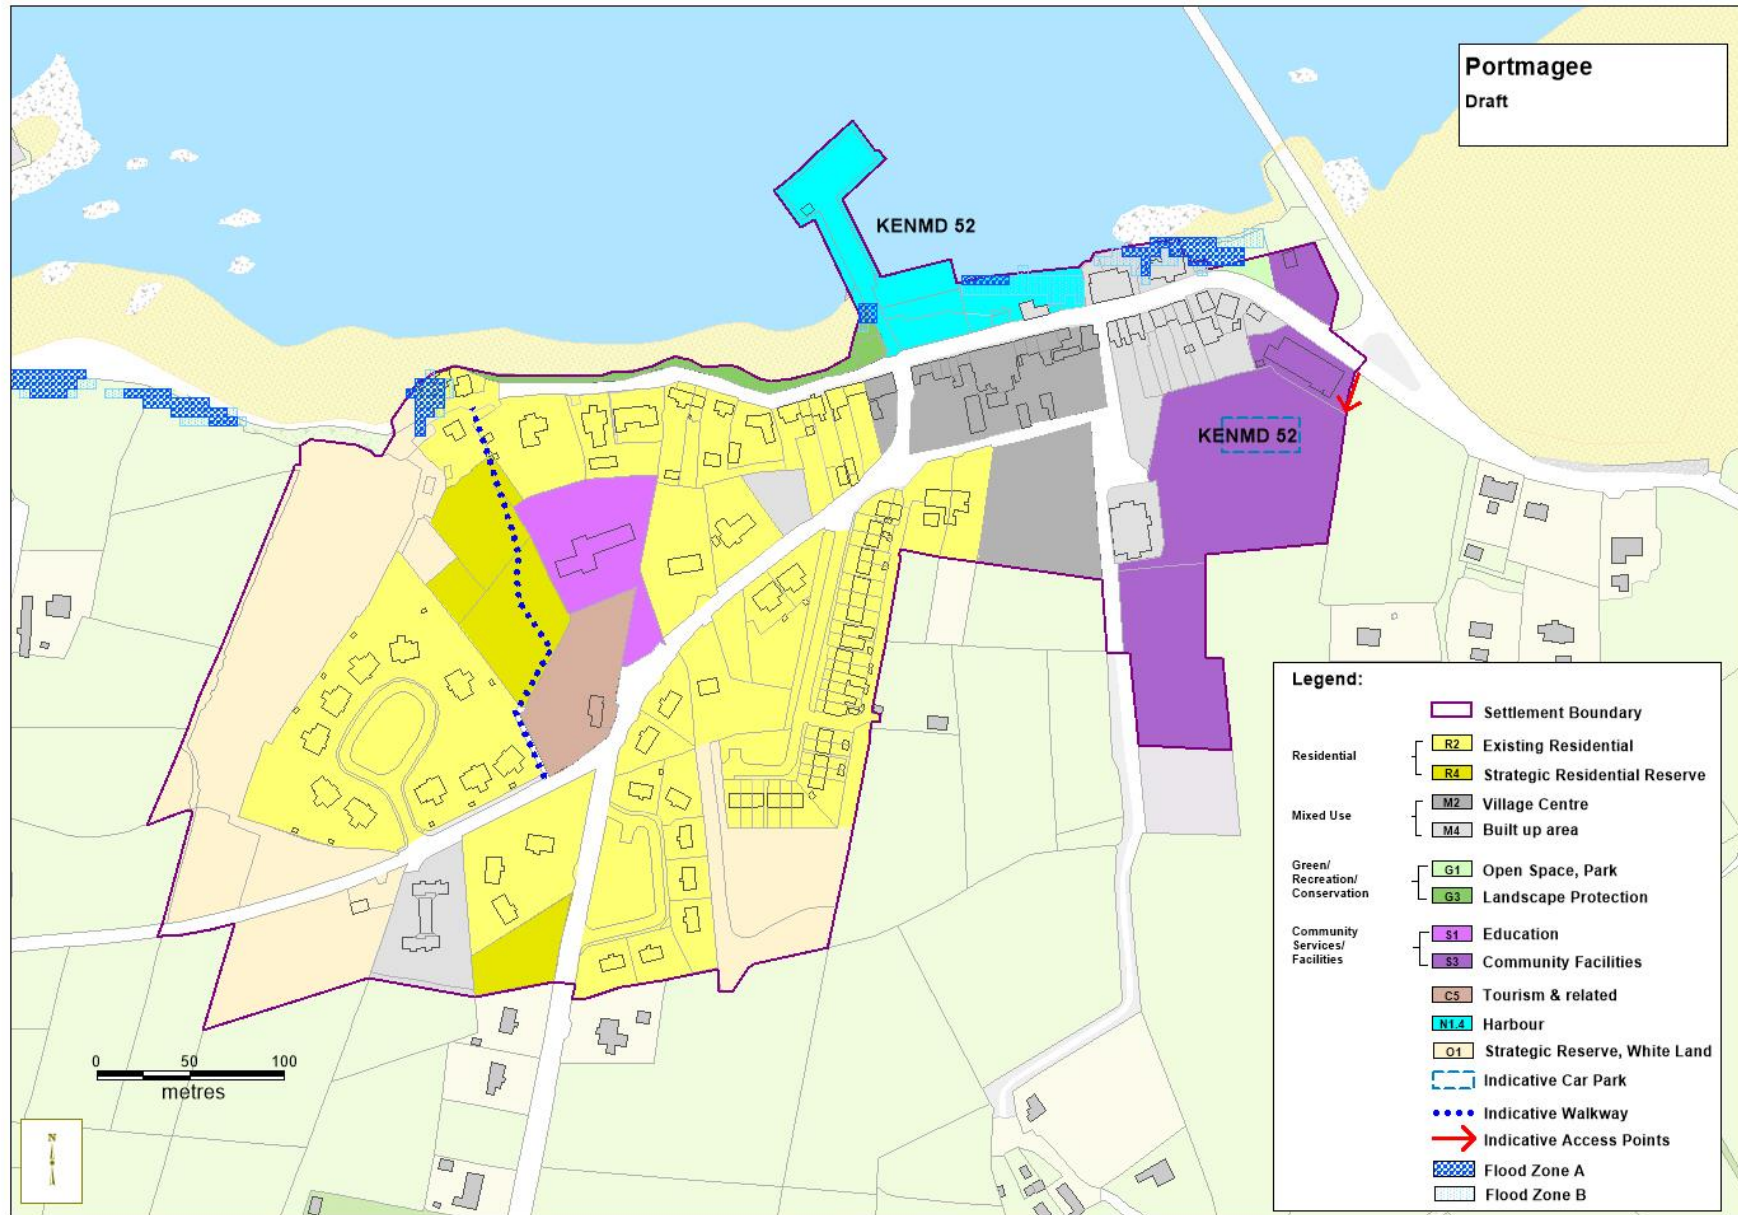 Portmagee
Draft
KENMD 52
KENMD 52
Legend:
Settlement Boundary
Residential
R2 Existing Residential
R4 Strategic Residential Reserve
Mixed Use
M2 Village Centre
M4 Built up area
Green/
Recreation/
Conservation
G1 Open Space, Park
G3 Landscape Protection
Community
Services/
Facilities
S1 Education
S3 Community Facilities
C5 Tourism & related
N1.4 Harbour
O1 Strategic Reserve, White Land
Indicative Car Park
Indicative Walkway
Indicative Access Points
Flood Zone A
Flood Zone B
0 50 100
metres
N